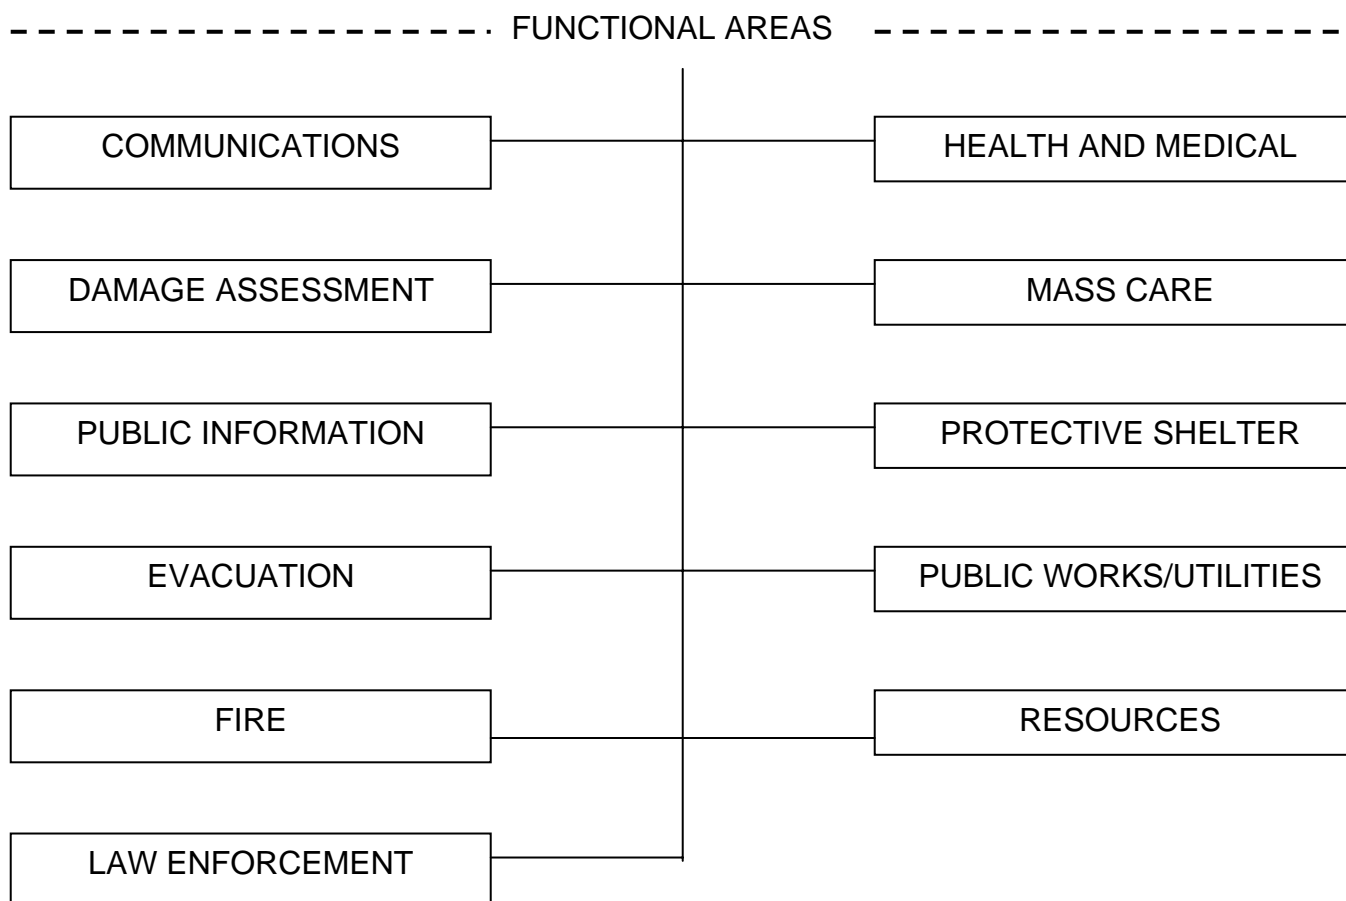 FUNCTIONAL AREAS
COMMUNICATIONS
HEALTH AND MEDICAL
DAMAGE ASSESSMENT
MASS CARE
PUBLIC INFORMATION
PROTECTIVE SHELTER
EVACUATION
PUBLIC WORKS/UTILITIES
FIRE
RESOURCES
LAW ENFORCEMENT